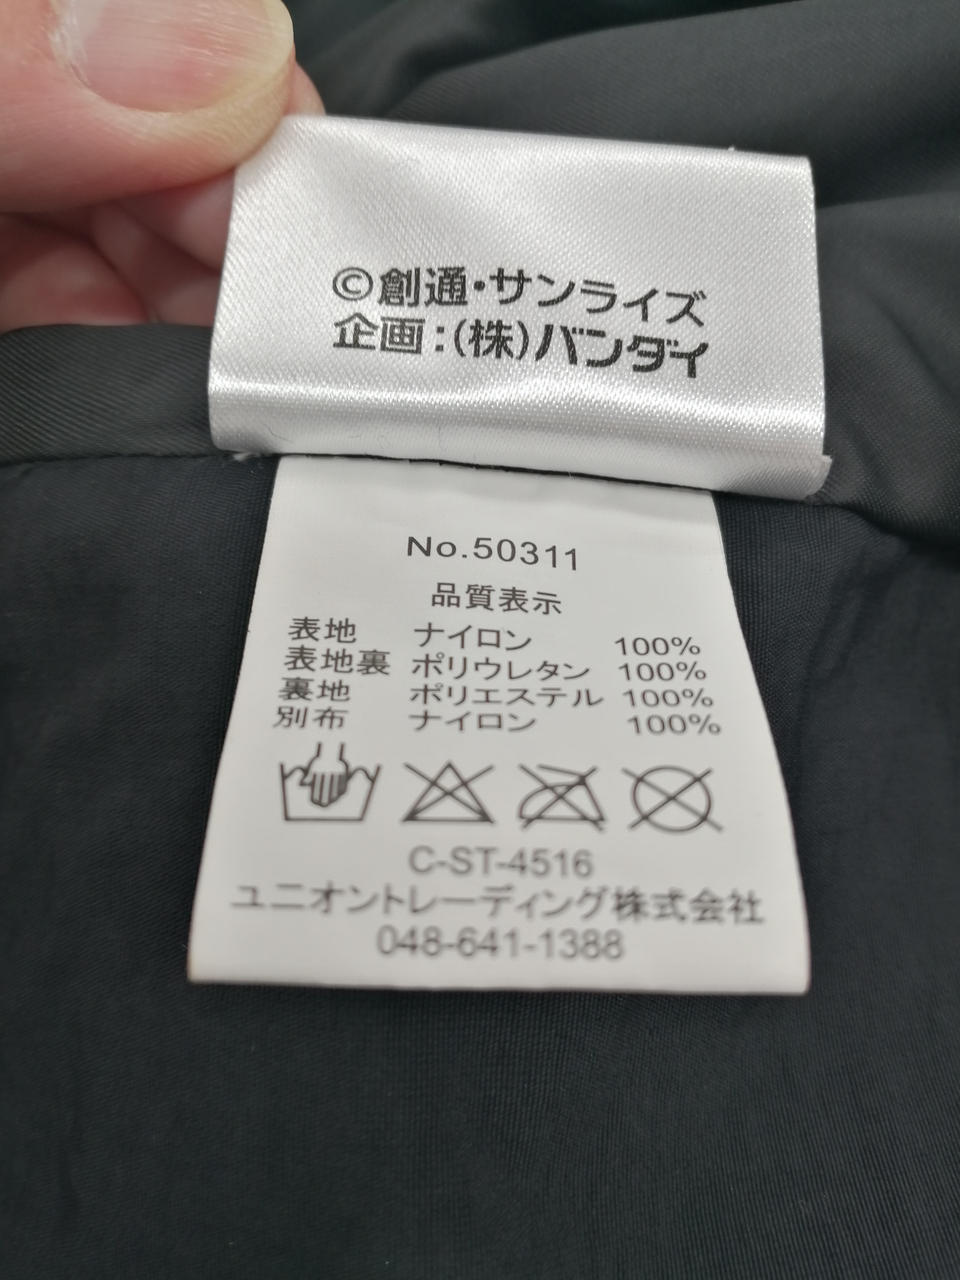 ©創通・サンライズ
企画：(株)バンダイ
No.50311
品質表示
表地 ナイロン 100%
表地裏 ポリウレタン 100%
裏地 ポリエステル 100%
別布 ナイロン 100%
C-ST-4516
ユニオントレーディング株式会社
048-641-1388